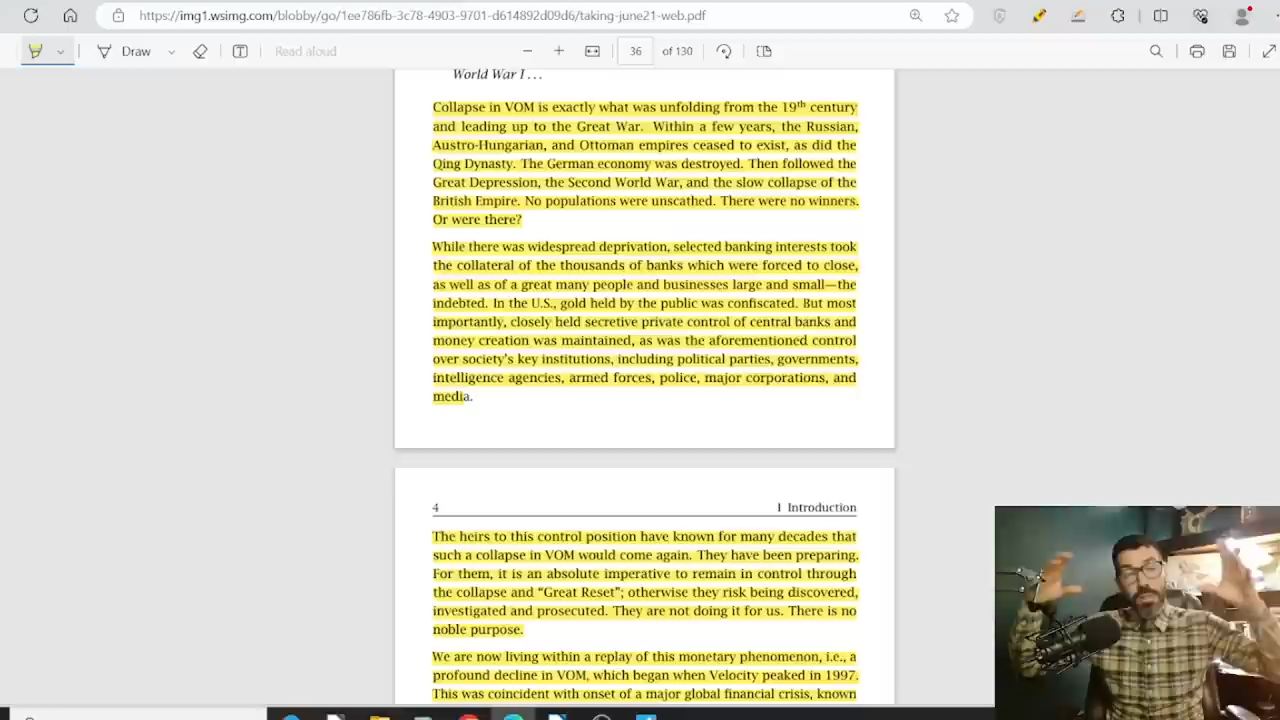 https://img1.wsimg.com/blobby/go/1ee786fb-3c78-4903-9701-d614892d09d6/taking-june21-web.pdf
Draw
Read aloud
36
of 130
World War I...
Collapse in VOM is exactly what was unfolding from the 19th century
and leading up to the Great War. Within a few years, the Russian,
Austro-Hungarian, and Ottoman empires ceased to exist, as did the
Qing Dynasty. The German economy was destroyed. Then followed the
Great Depression, the Second World War, and the slow collapse of the
British Empire. No populations were unscathed. There were no winners.
Or were there?
While there was widespread deprivation, selected banking interests took
the collateral of the thousands of banks which were forced to close,
as well as of a great many people and businesses large and small—the
indebted. In the U.S., gold held by the public was confiscated. But most
importantly, closely held secretive private control of central banks and
money creation was maintained, as was the aforementioned control
over society's key institutions, including political parties, governments,
intelligence agencies, armed forces, police, major corporations, and
media.
4
I Introduction
The heirs to this control position have known for many decades that
such a collapse in VOM would come again. They have been preparing.
For them, it is an absolute imperative to remain in control through
the collapse and “Great Reset”; otherwise they risk being discovered,
investigated and prosecuted. They are not doing it for us. There is no
noble purpose.
We are now living within a replay of this monetary phenomenon, i.e., a
profound decline in VOM, which began when Velocity peaked in 1997.
This was coincident with onset of a major global financial crisis, known